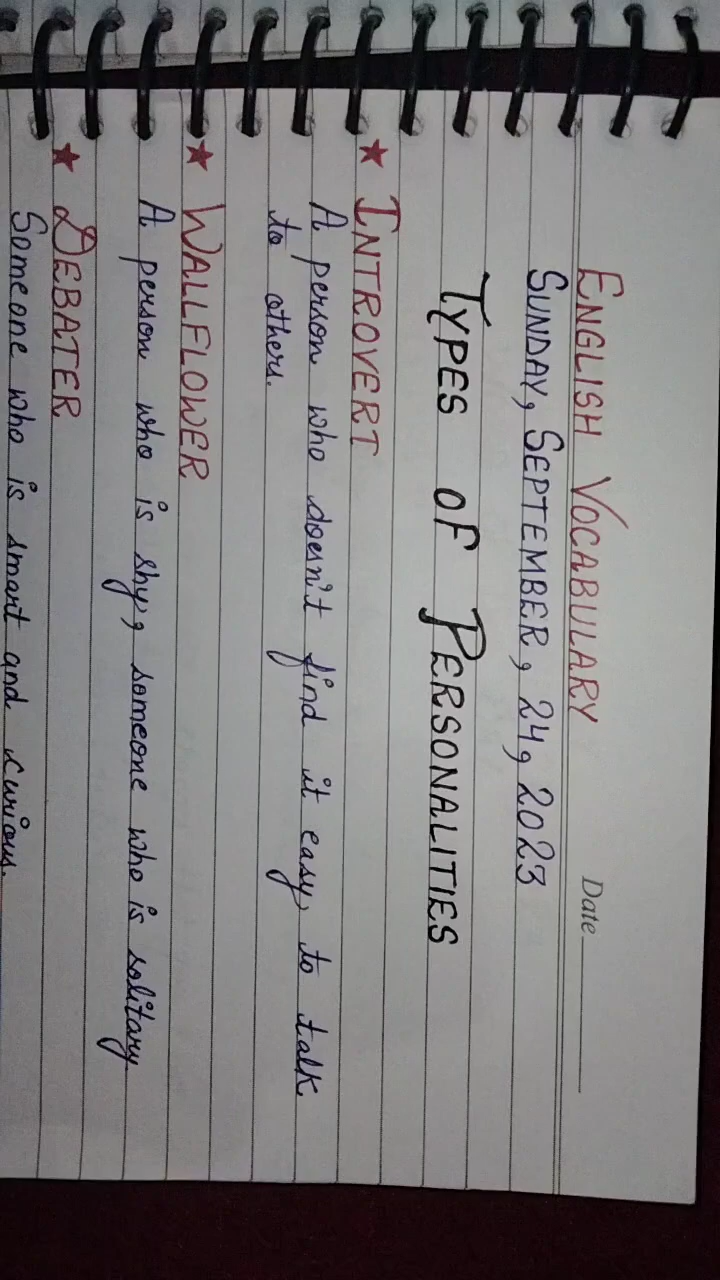 Date
ENGLISH VOCABULARY
SUNDAY, SEPTEMBER, 24, 2023
TYPES OF PERSONALITIES
★ INTROVERT
A person who doesn't find it easy, to talk
to others.
★ WALLFLOWER
A person who is shy, someone who is solitary
★ DEBATER
Someone who is smart and curious.